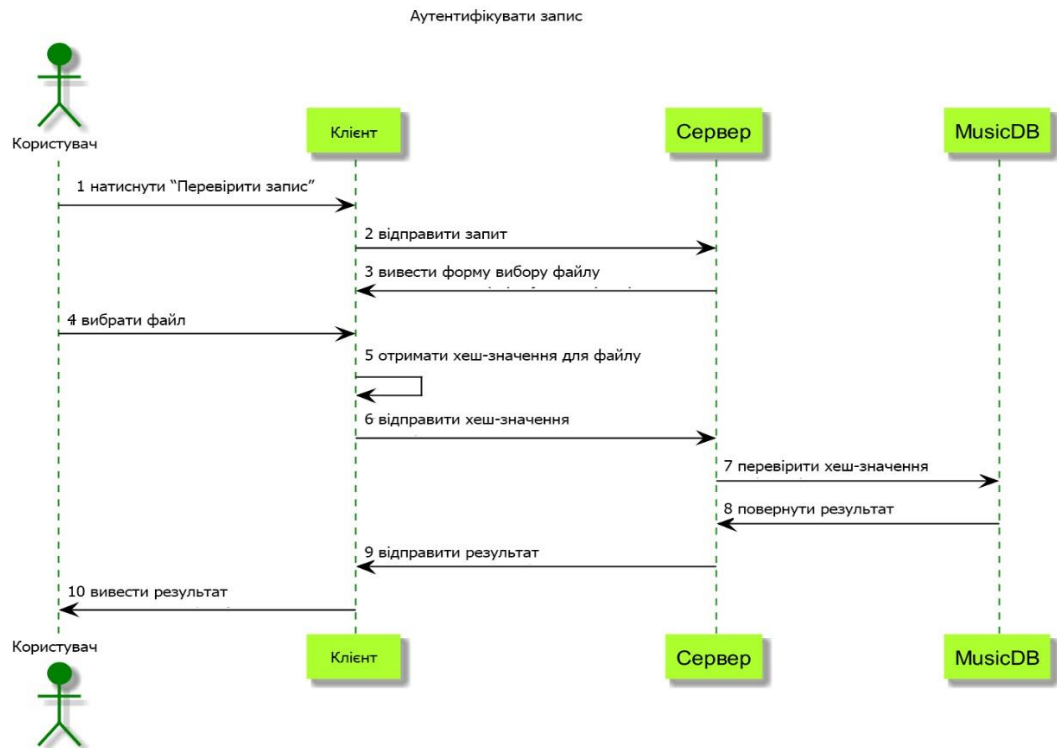 Аутентифікувати запис
Користувач
Клієнт
Сервер
MusicDB
1 натиснути “Перевірити запис”
2 відправити запит
3 вивести форму вибору файлу
4 вибрати файл
5 отримати хеш-значення для файлу
6 відправити хеш-значення
7 перевірити хеш-значення
8 повернути результат
9 відправити результат
10 вивести результат
Користувач
Клієнт
Сервер
MusicDB